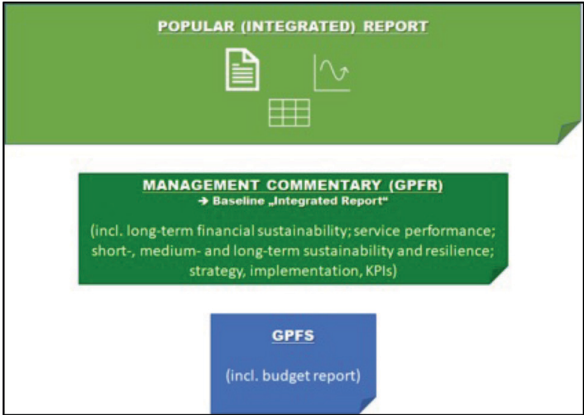 POPULAR (INTEGRATED) REPORT
MANAGEMENT COMMENTARY (GPFR)
→ Baseline „Integrated Report“
(incl. long-term financial sustainability; service performance;
short-, medium- and long-term sustainability and resilience;
strategy, implementation, KPIs)
GPFS
(incl. budget report)